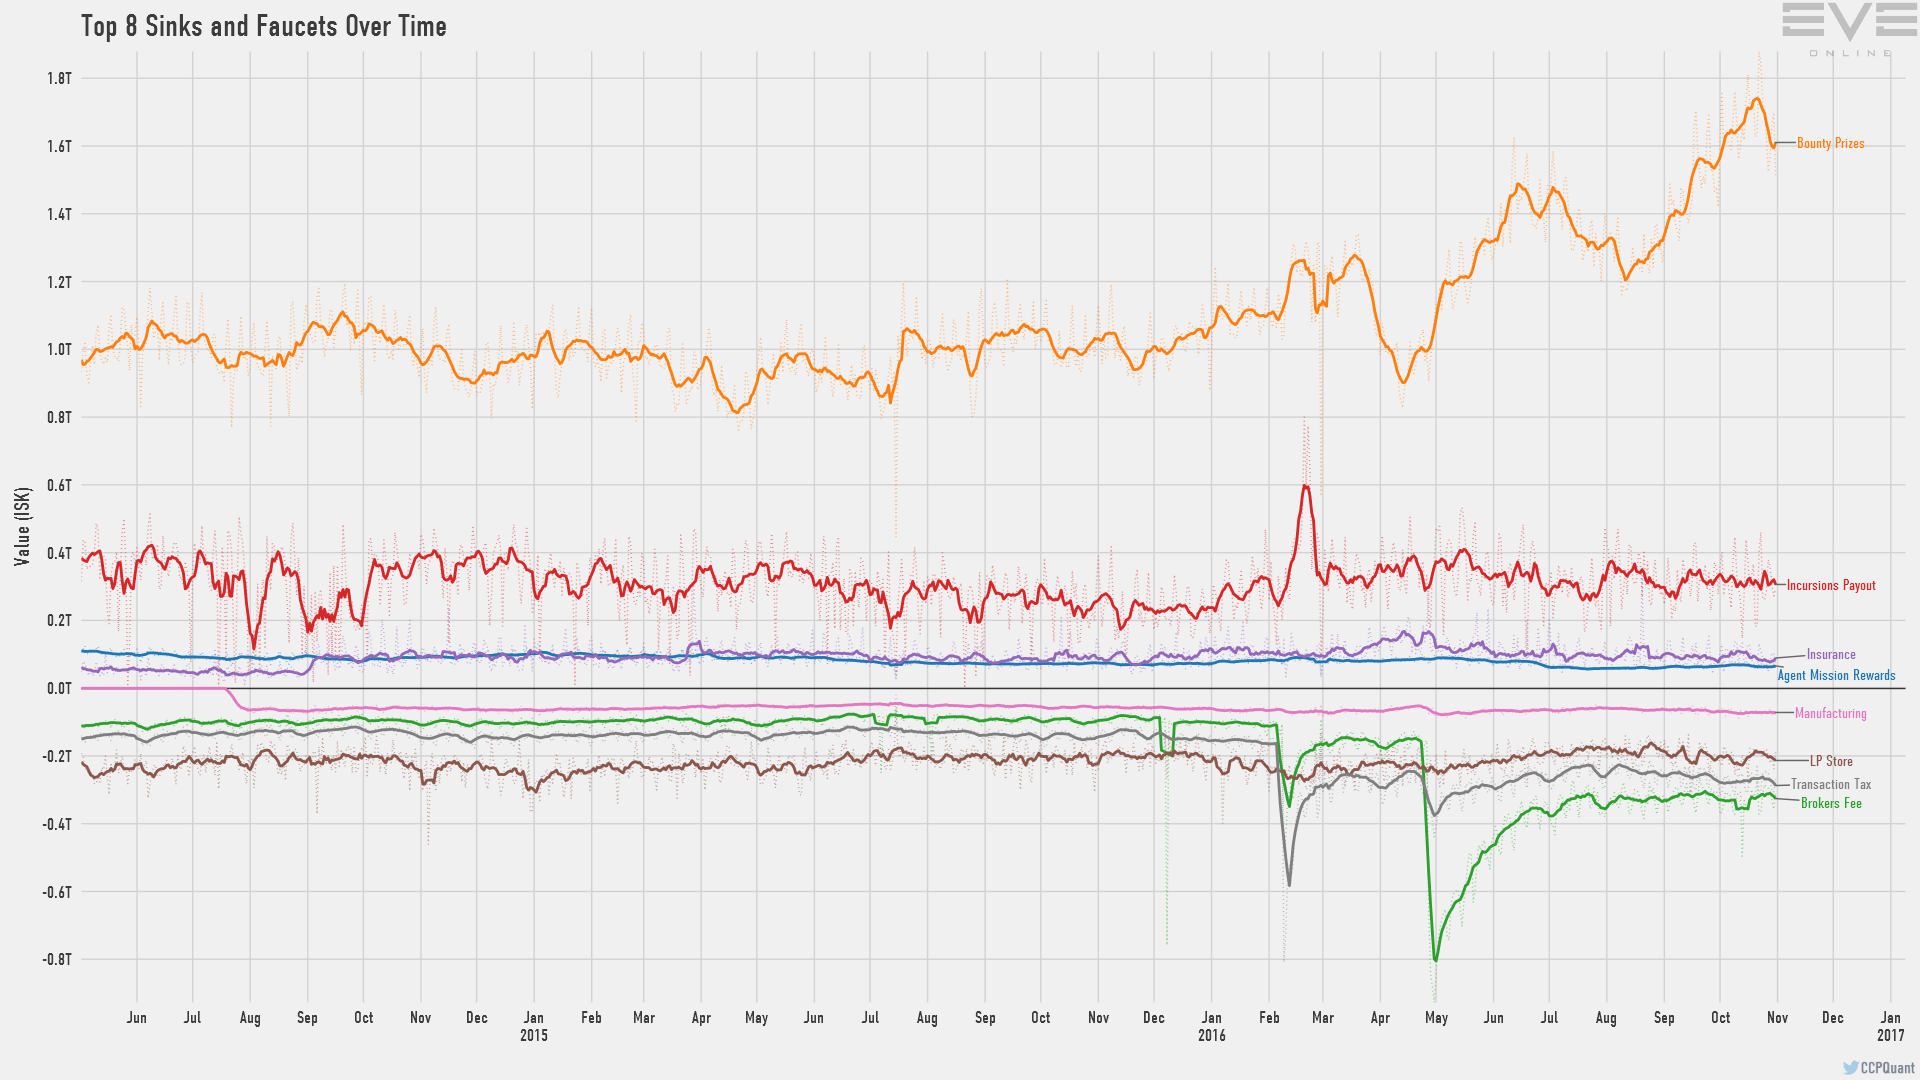 Top 8 Sinks and Faucets Over Time
EVE
ONLINE
Value (ISK)
1.8T
1.6T
1.4T
1.2T
1.0T
0.8T
0.6T
0.4T
0.2T
0.0T
-0.2T
-0.4T
-0.6T
-0.8T
Bounty Prizes
Incursions Payout
Insurance
Agent Mission Rewards
Manufacturing
LP Store
Transaction Tax
Brokers Fee
Jun Jul Aug Sep Oct Nov Dec Jan Feb Mar Apr May Jun Jul Aug Sep Oct Nov Dec Jan Feb Mar Apr May Jun Jul Aug Sep Oct Nov Dec Jan
2015 2016 2017
CCPQuant